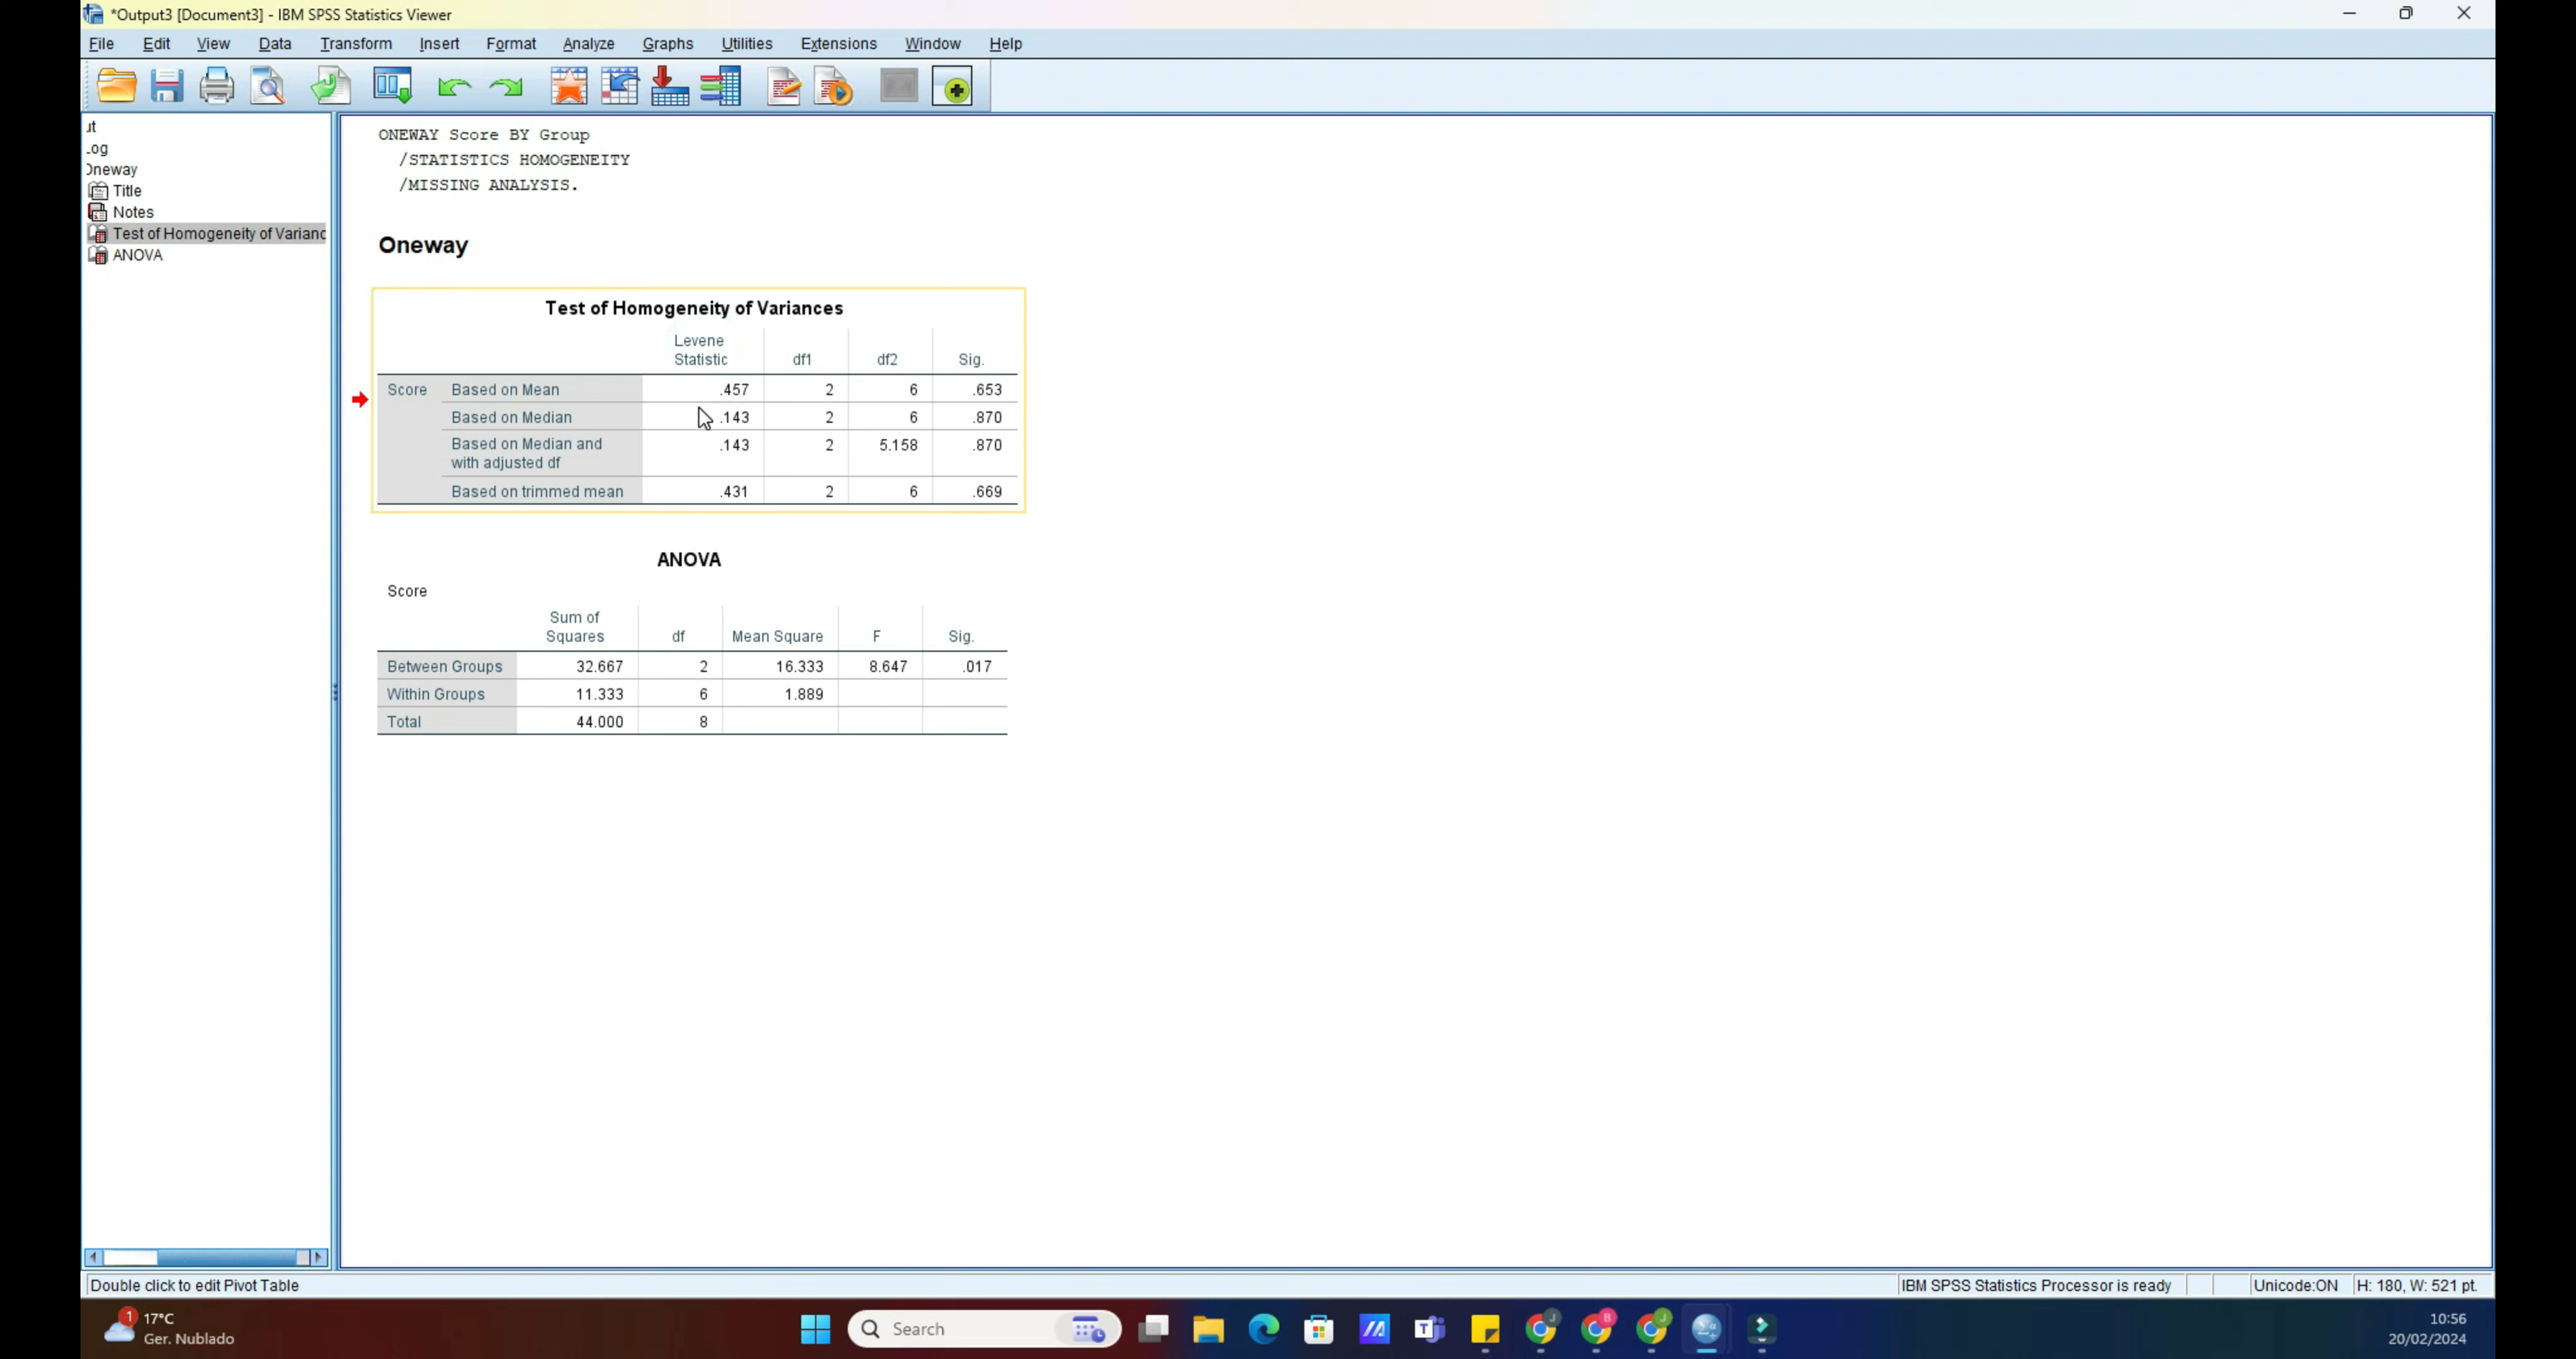 *Output3 [Document3] - IBM SPSS Statistics Viewer
File Edit View Data Transform Insert Format Analyze Graphs Utilities Extensions Window Help
ut
Log
Oneway
Title
Notes
Test of Homogeneity of Varianc
ANOVA
ONEWAY Score BY Group
/STATISTICS HOMOGENEITY
/MISSING ANALYSIS.
Oneway
Test of Homogeneity of Variances
Levene
Statistic df1 df2 Sig.
Score Based on Mean .457 2 6 .653
Based on Median .143 2 6 .870
Based on Median and .143 2 5.158 .870
with adjusted df
Based on trimmed mean .431 2 6 .669
ANOVA
Score
Sum of
Squares df Mean Square F Sig.
Between Groups 32.667 2 16.333 8.647 .017
Within Groups 11.333 6 1.889
Total 44.000 8
Double click to edit Pivot Table
IBM SPSS Statistics Processor is ready Unicode:ON H: 180, W: 521 pt.
1
17°C
Ger. Nublado
Search
J
B
J
10:56
20/02/2024